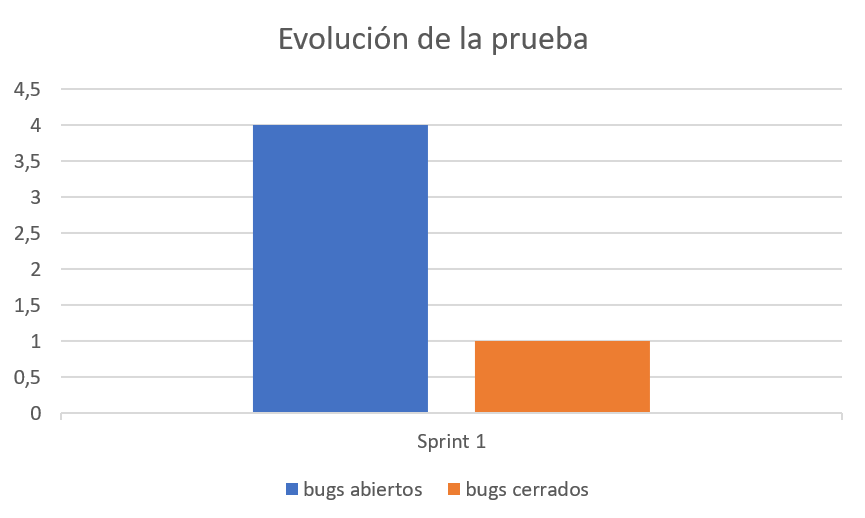 Evolución de la prueba
4,5
4
3,5
3
2,5
2
1,5
1
0,5
0
Sprint 1
bugs abiertos
bugs cerrados